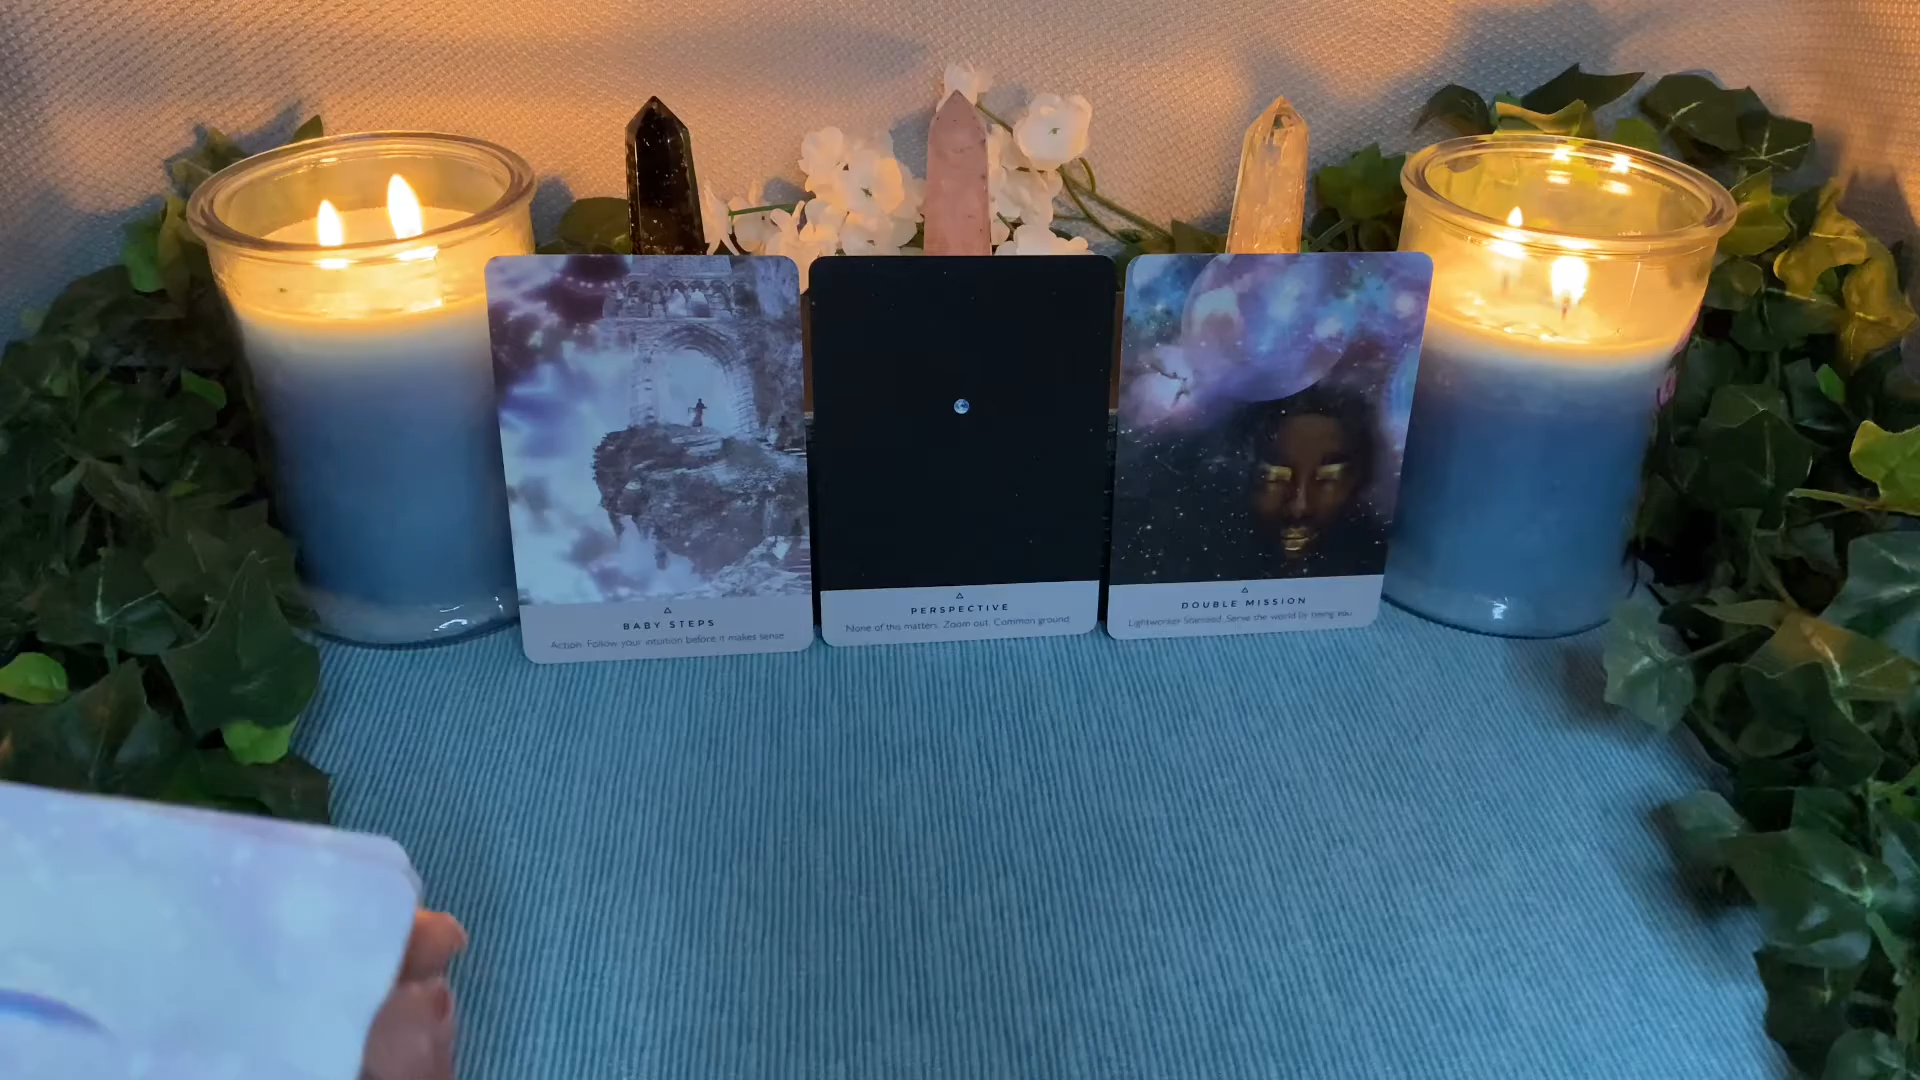 BABY STEPS
Action. Follow your intuition before it makes sense
PERSPECTIVE
None of this matters. Zoom out. Common ground
DOUBLE MISSION
Lightworker Starseed. Serve the world by being you